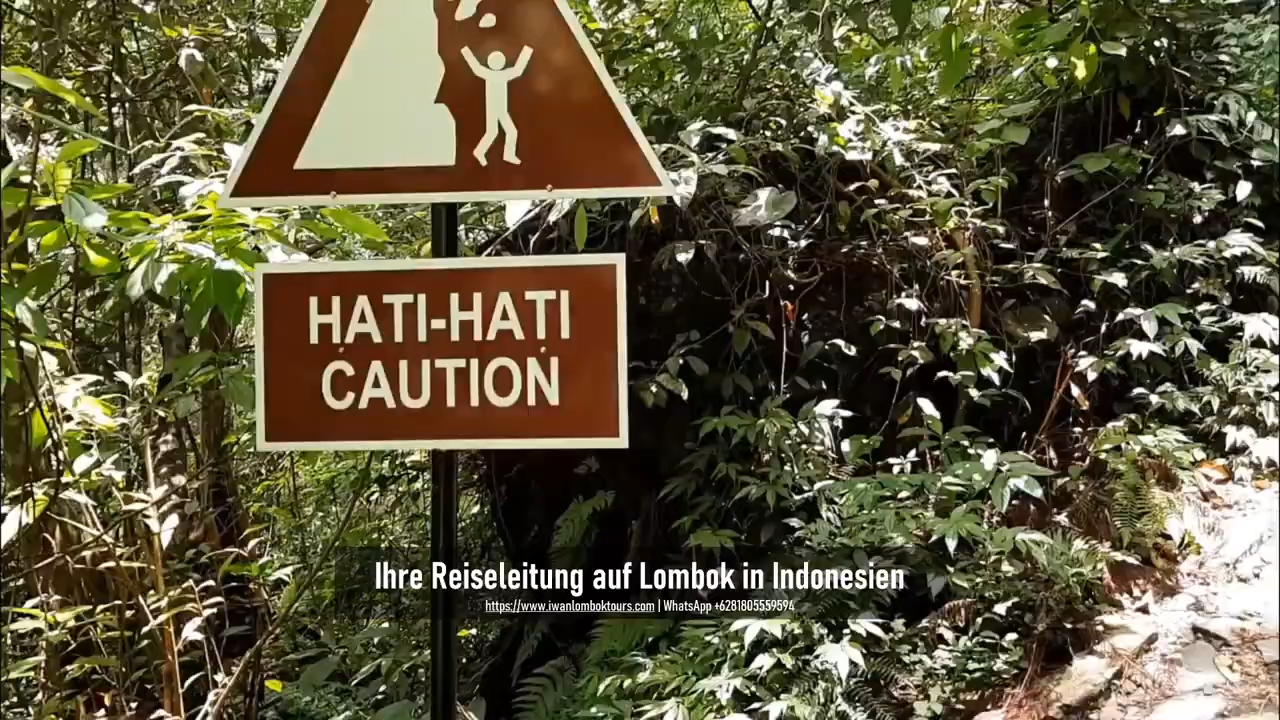 HATI-HATI
CAUTION
Ihre Reiseleitung auf Lombok in Indonesien
https://www.iwanlomboktours.com | WhatsApp +6281805559594